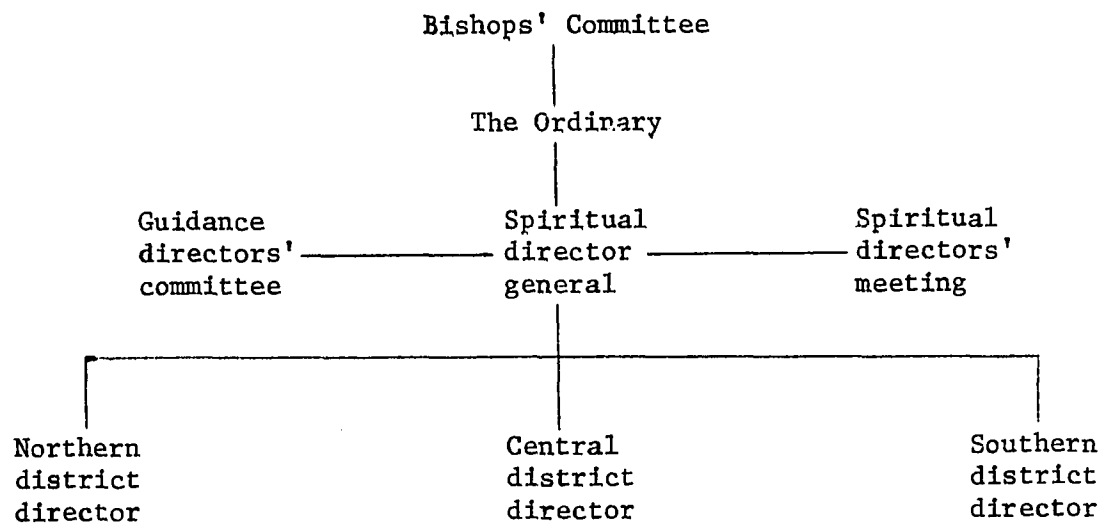 Bishops' Committee
The Ordinary
Guidance
directors'
committee
Spiritual
director
general
Spiritual
directors'
meeting
Northern
district
director
Central
district
director
Southern
district
director